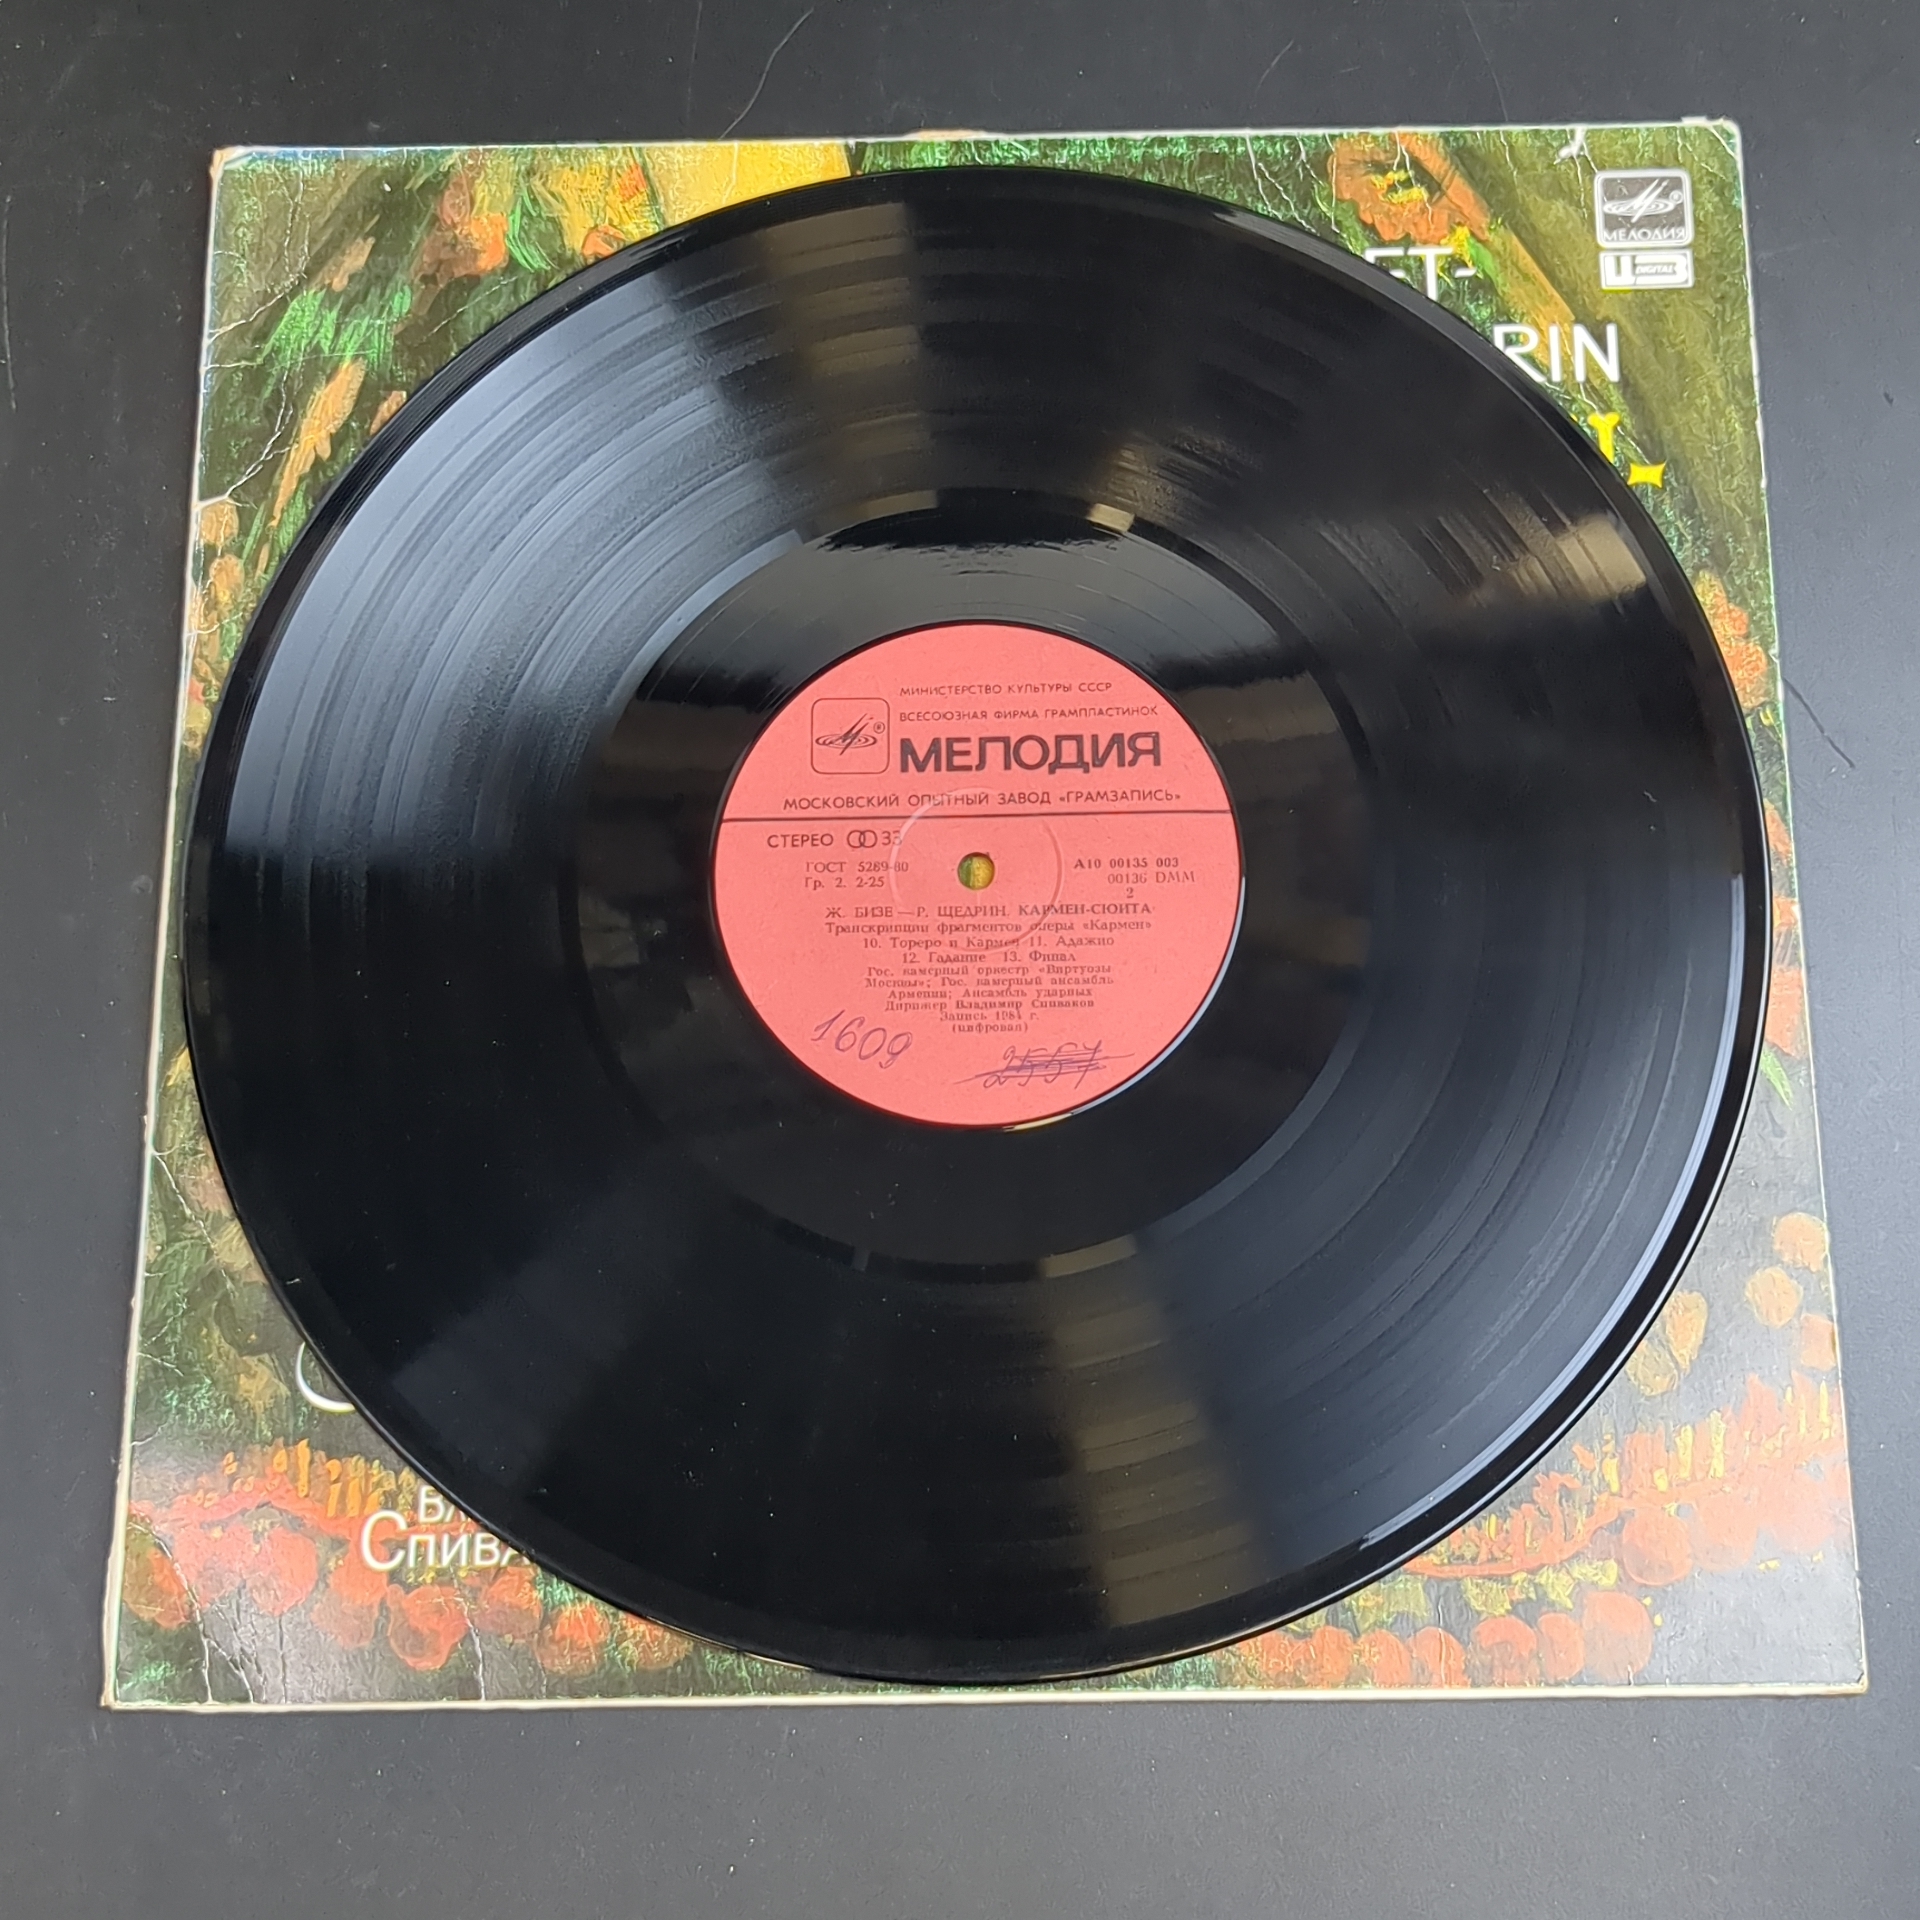 МЕЛОДИЯ
DIGITAL
ЕТ-
RIN
МИНИСТЕРСТВО КУЛЬТУРЫ СССР
ВСЕСОЮЗНАЯ ФИРМА ГРАМПЛАСТИНОК
МЕЛОДИЯ
МОСКОВСКИЙ ОПЫТНЫЙ ЗАВОД «ГРАМЗАПИСЬ»
СТЕРЕО 33
ГОСТ 5289-80
Гр. 2. 2-25
А10 00135 003
00136 DMM
2
Ж. БИЗЕ — Р. ЩЕДРИН. КАРМЕН-СЮИТА
Транскрипции фрагментов оперы «Кармен»
10. Тореро и Кармен 11. Адажио
12. Гадание 13. Финал
Гос. камерный оркестр «Виртуозы
Москвы»; Гос. камерный ансамбль
Армении; Ансамбль ударных
Дирижер Владимир Спиваков
Запись 1984 г.
(цифровая)
1609
2557
СПИВА